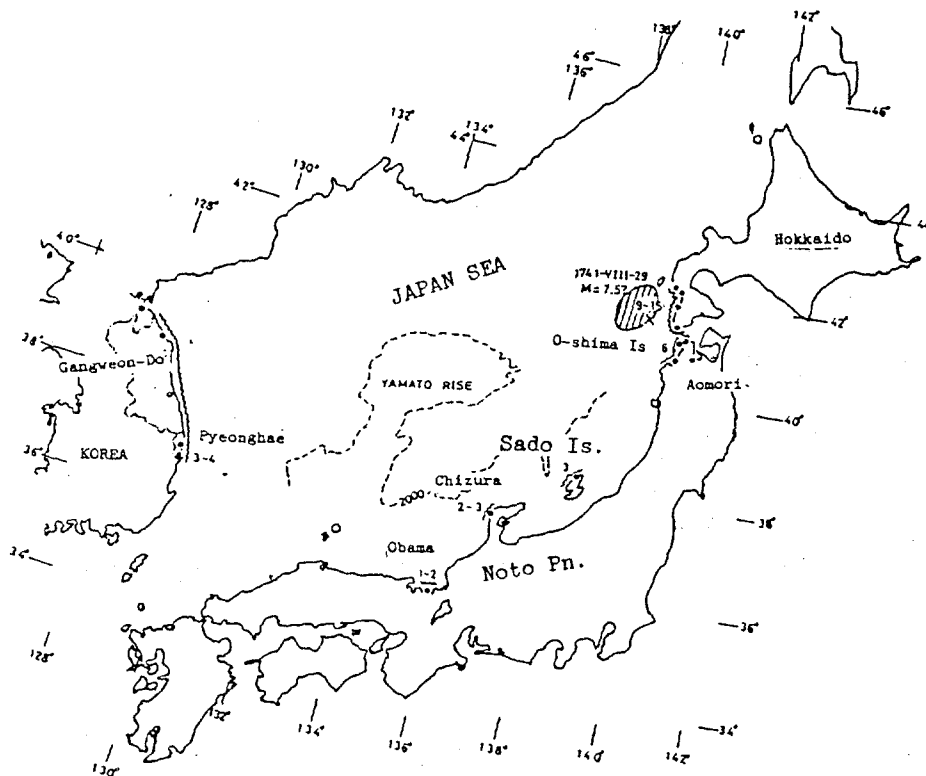 142°
138°
140°
46°
136°
132°
134°
44°
46°
130°
42°
128°
Hokkaido
44
40°
1741-VIII-29
JAPAN SEA
M=7.5?
9-15
42°
38°
O-shima Is
6
Gangweon-Do
YAMATO RISE
Aomori.
40°
Pyeonghae
Sado Is.
36°
KOREA
3-4
3
Chizura
2000
2-3
38°
34°
Obama
1-2
Noto Pn.
36°
128°
132°
134°
136°
138°
140°
142°
34°
130°